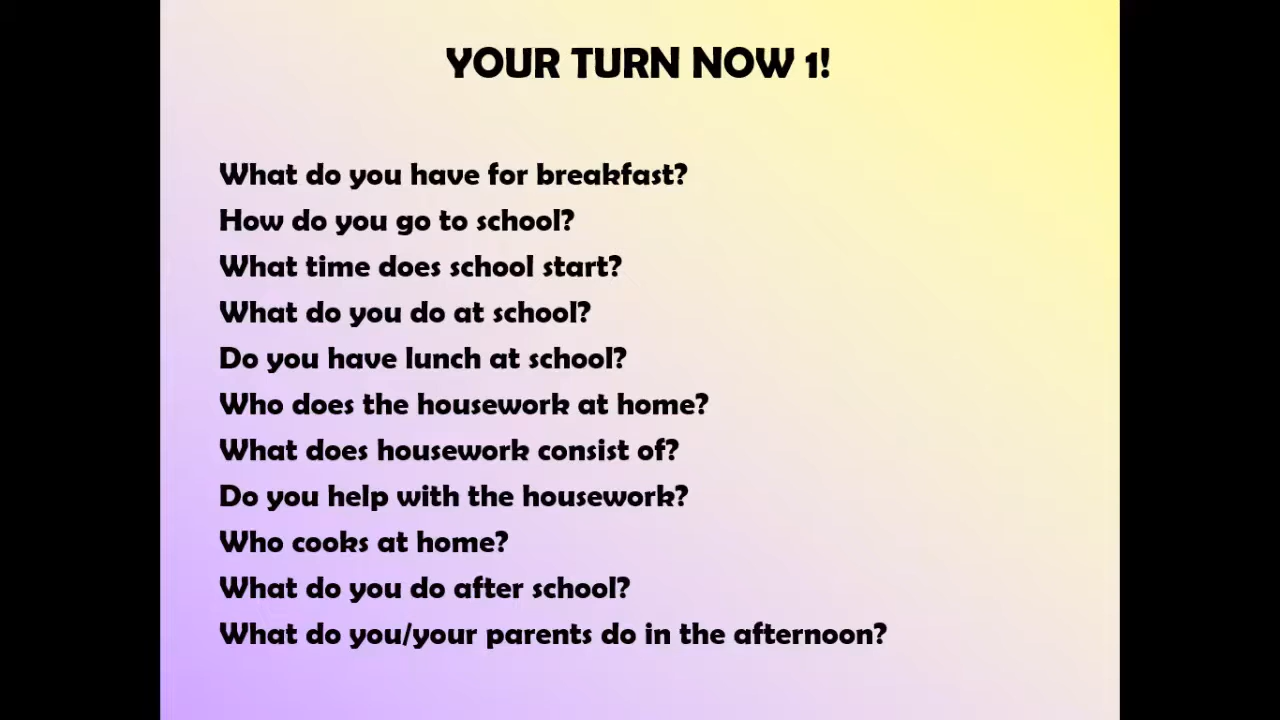 YOUR TURN NOW 1!
What do you have for breakfast?
How do you go to school?
What time does school start?
What do you do at school?
Do you have lunch at school?
Who does the housework at home?
What does housework consist of?
Do you help with the housework?
Who cooks at home?
What do you do after school?
What do you/your parents do in the afternoon?